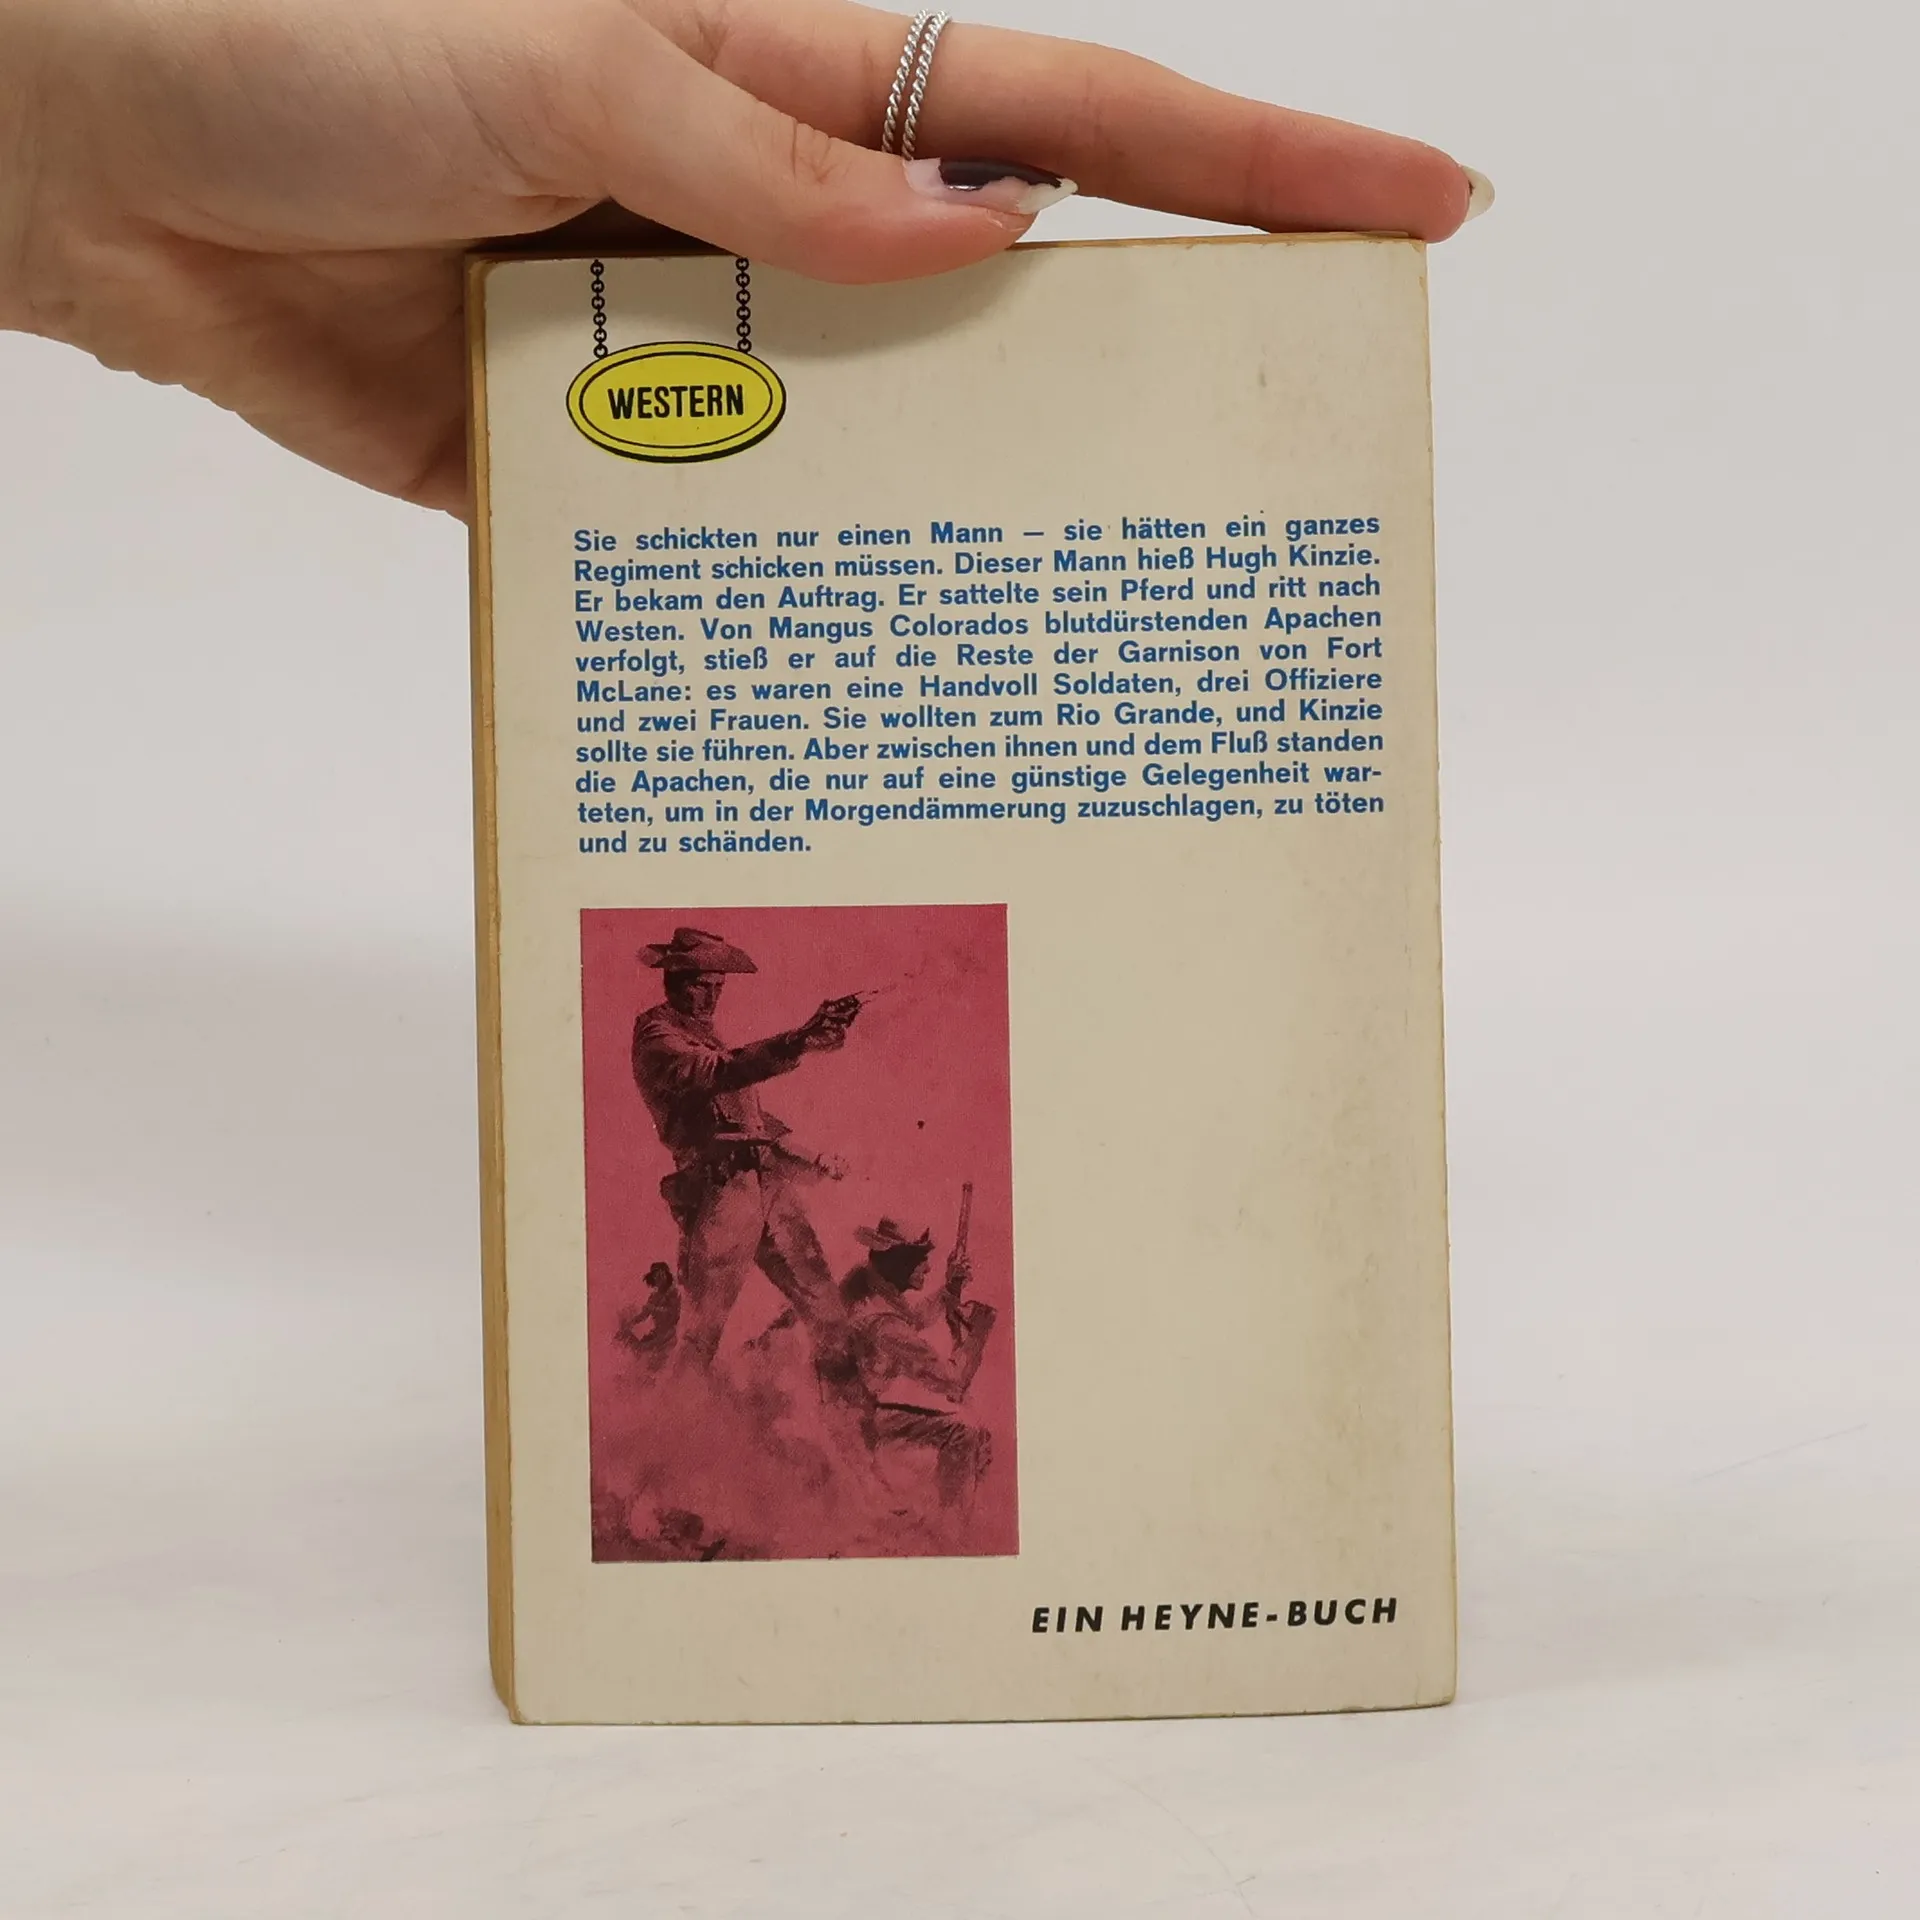 WESTERN
Sie schickten nur einen Mann — sie hätten ein ganzes
Regiment schicken müssen. Dieser Mann hieß Hugh Kinzie.
Er bekam den Auftrag. Er sattelte sein Pferd und ritt nach
Westen. Von Mangus Colorados blutdürstenden Apachen
verfolgt, stieß er auf die Reste der Garnison von Fort
McLane: es waren eine Handvoll Soldaten, drei Offiziere
und zwei Frauen. Sie wollten zum Rio Grande, und Kinzie
sollte sie führen. Aber zwischen ihnen und dem Fluß standen
die Apachen, die nur auf eine günstige Gelegenheit war-
teten, um in der Morgendämmerung zuzuschlagen, zu töten
und zu schänden.
EIN HEYNE-BUCH